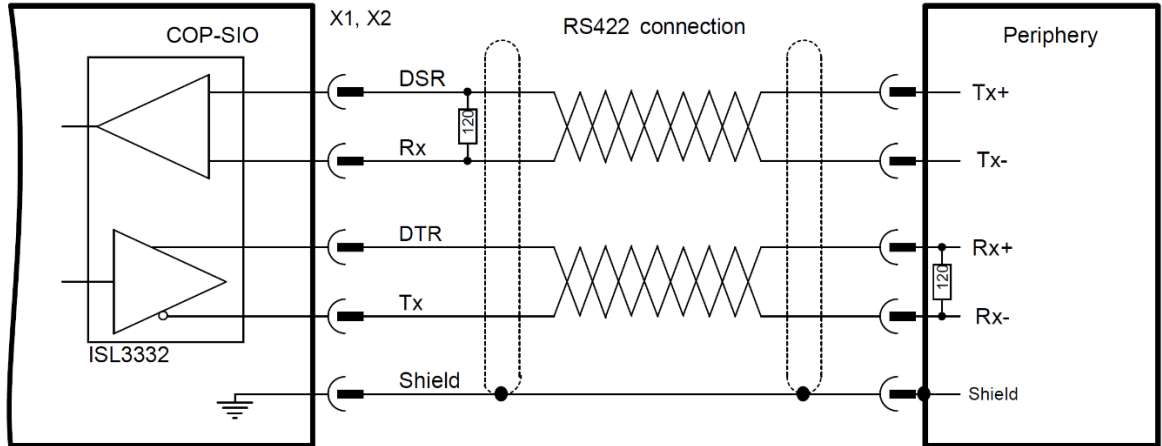 X1, X2
COP-SIO
RS422 connection
Periphery
DSR
Tx+
120
Rx
Tx-
DTR
Rx+
120
Tx
Rx-
ISL3332
Shield
Shield